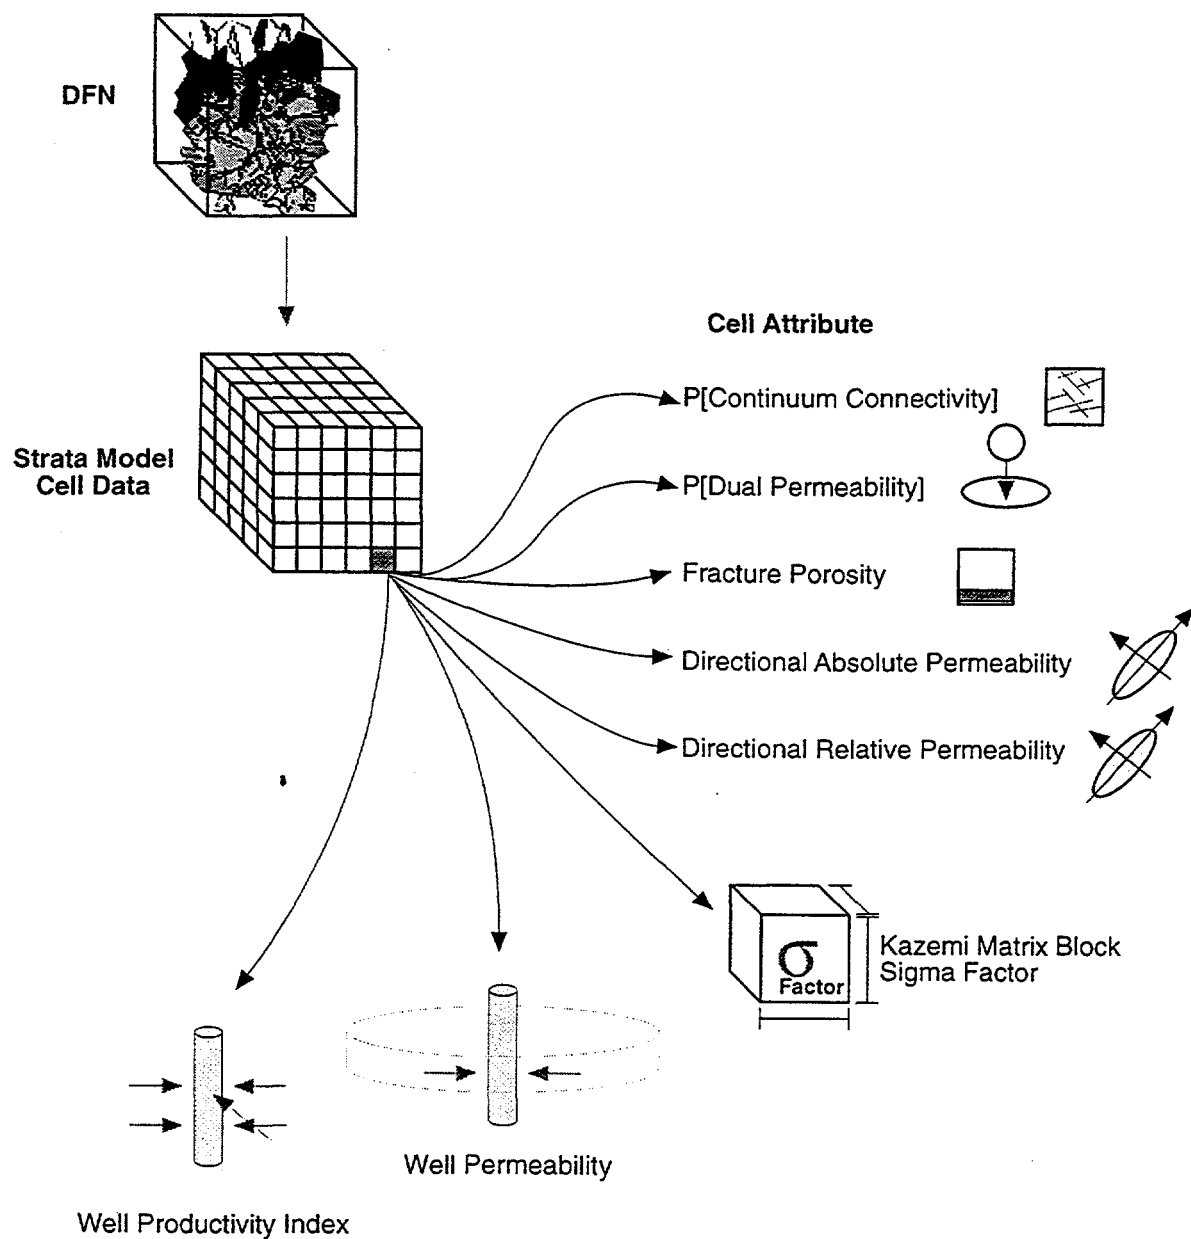 DFN
Cell Attribute
P[Continuum Connectivity]
Strata Model
Cell Data
P[Dual Permeability]
Fracture Porosity
Directional Absolute Permeability
Directional Relative Permeability
σ
Factor
Kazemi Matrix Block
Sigma Factor
Well Permeability
Well Productivity Index